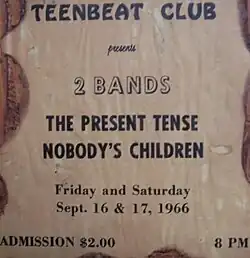 TEENBEAT CLUB
presents
2 BANDS
THE PRESENT TENSE
NOBODY'S CHILDREN
Friday and Saturday
Sept. 16 & 17, 1966
ADMISSION $2.00 8 PM